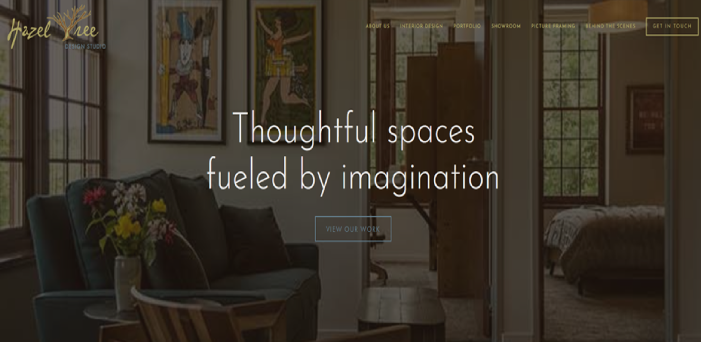 Hazel Tree
DESIGN STUDIO
ABOUT US INTERIOR DESIGN PORTFOLIO SHOWROOM PICTURE FRAMING BEHIND THE SCENES GET IN TOUCH
Thoughtful spaces
fueled by imagination
VIEW OUR WORK